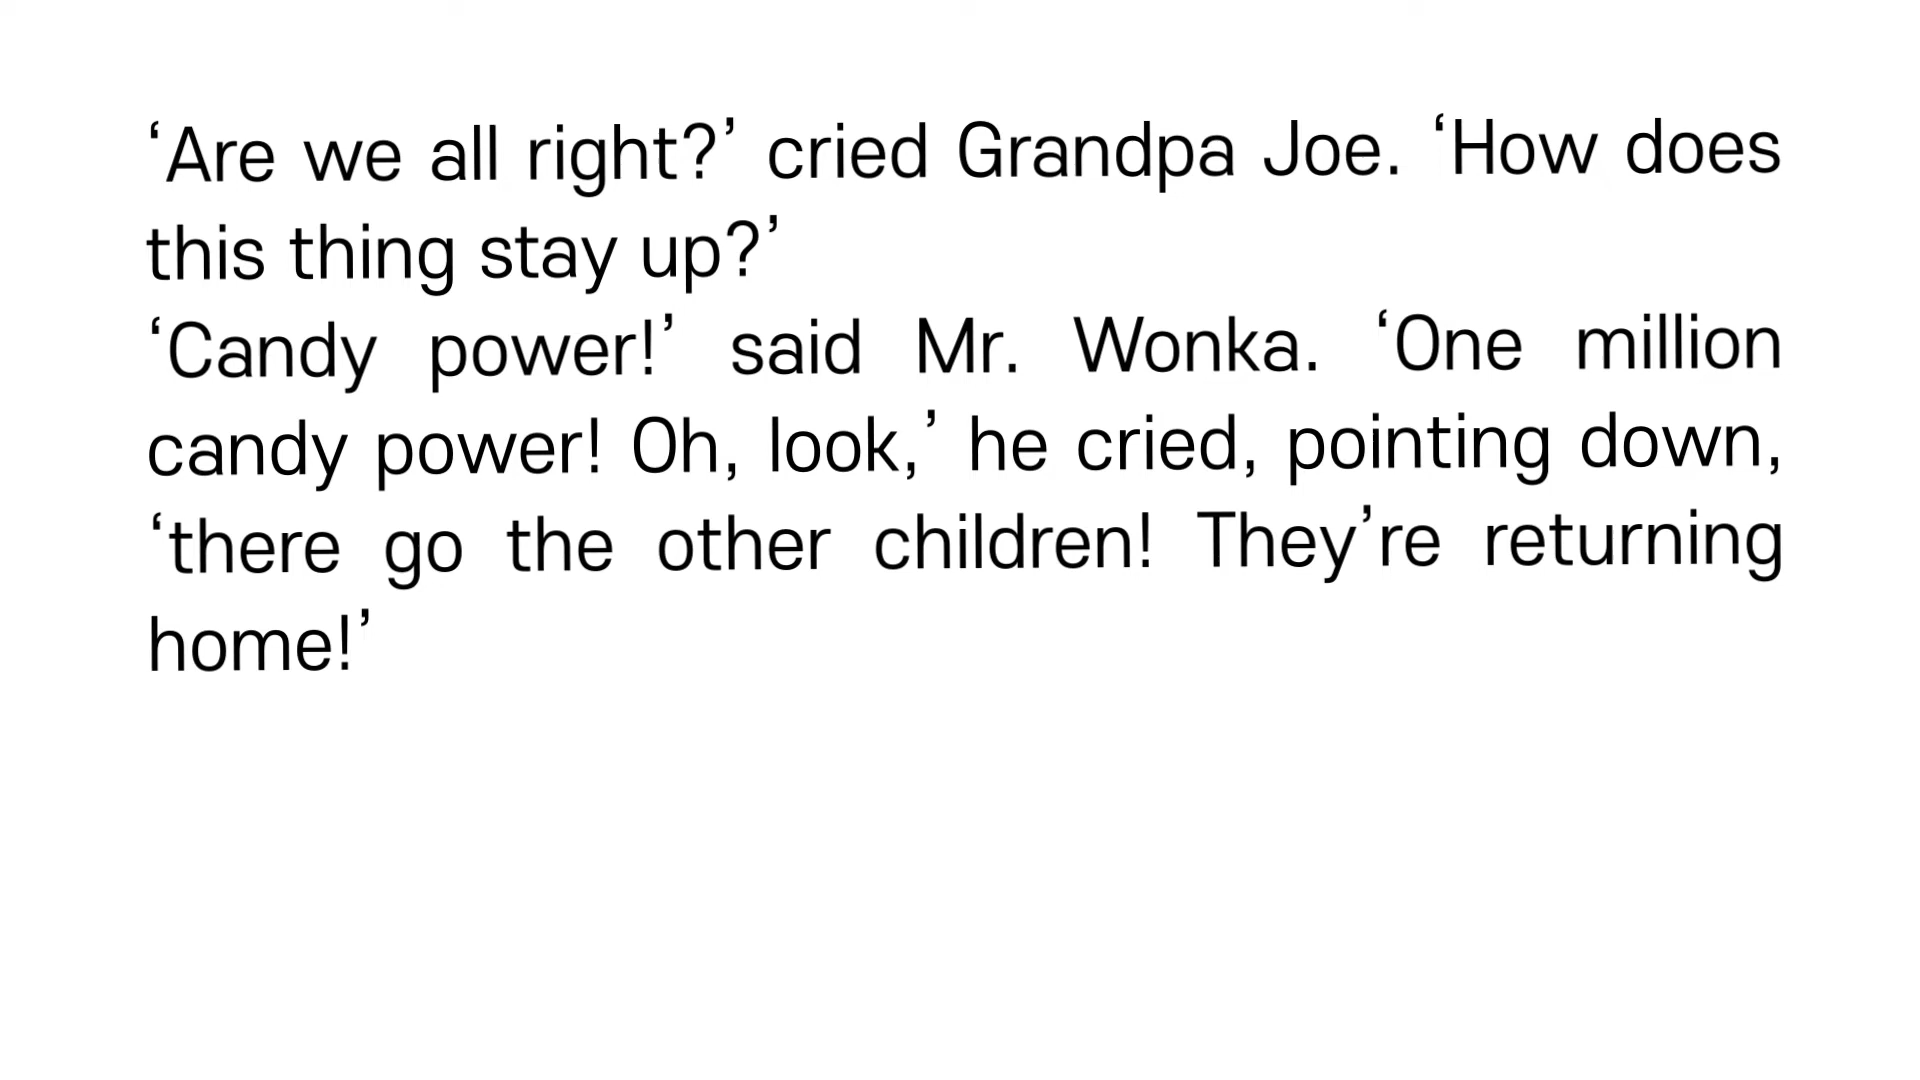 ‘Are we all right?’ cried Grandpa Joe. ‘How does
this thing stay up?’
‘Candy power!’ said Mr. Wonka. ‘One million
candy power! Oh, look,’ he cried, pointing down,
‘there go the other children! They’re returning
home!’